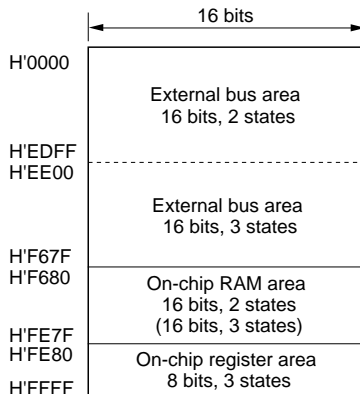 16 bits
H'0000
External bus area
16 bits, 2 states
H'EDFF
H'EE00
External bus area
16 bits, 3 states
H'F67F
H'F680
On-chip RAM area
16 bits, 2 states
(16 bits, 3 states)
H'FE7F
H'FE80
On-chip register area
8 bits, 3 states
H'FFFF